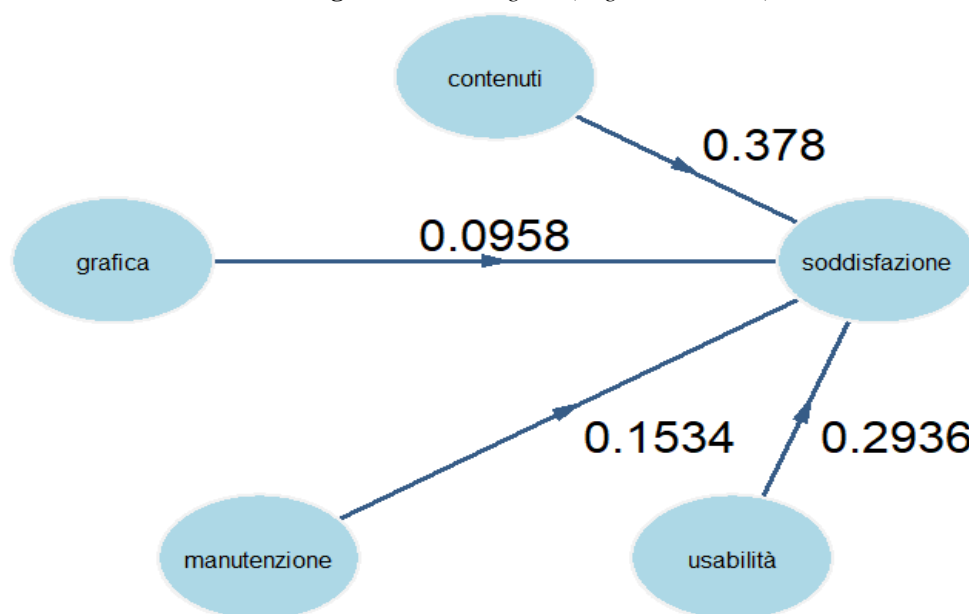 contenuti
0.378
0.0958
grafica
soddisfazione
0.1534
0.2936
manutenzione
usabilità